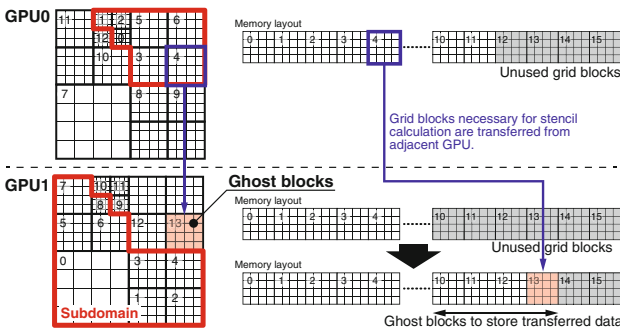 GPU0
11 1 2 5 6
12 0
10 3 4
7 8 9
Memory layout
0 1 2 3 4 10 11 12 13 14 15
Unused grid blocks
Grid blocks necessary for stencil
calculation are transferred from
adjacent GPU.
GPU1
7 10 11
8 9
5 6 12 13
0 3 4
1 2
Subdomain
Ghost blocks
Memory layout
0 1 2 3 4 10 11 12 13 14 15
Unused grid blocks
Memory layout
0 1 2 3 4 10 11 12 13 14 15
Ghost blocks to store transferred data